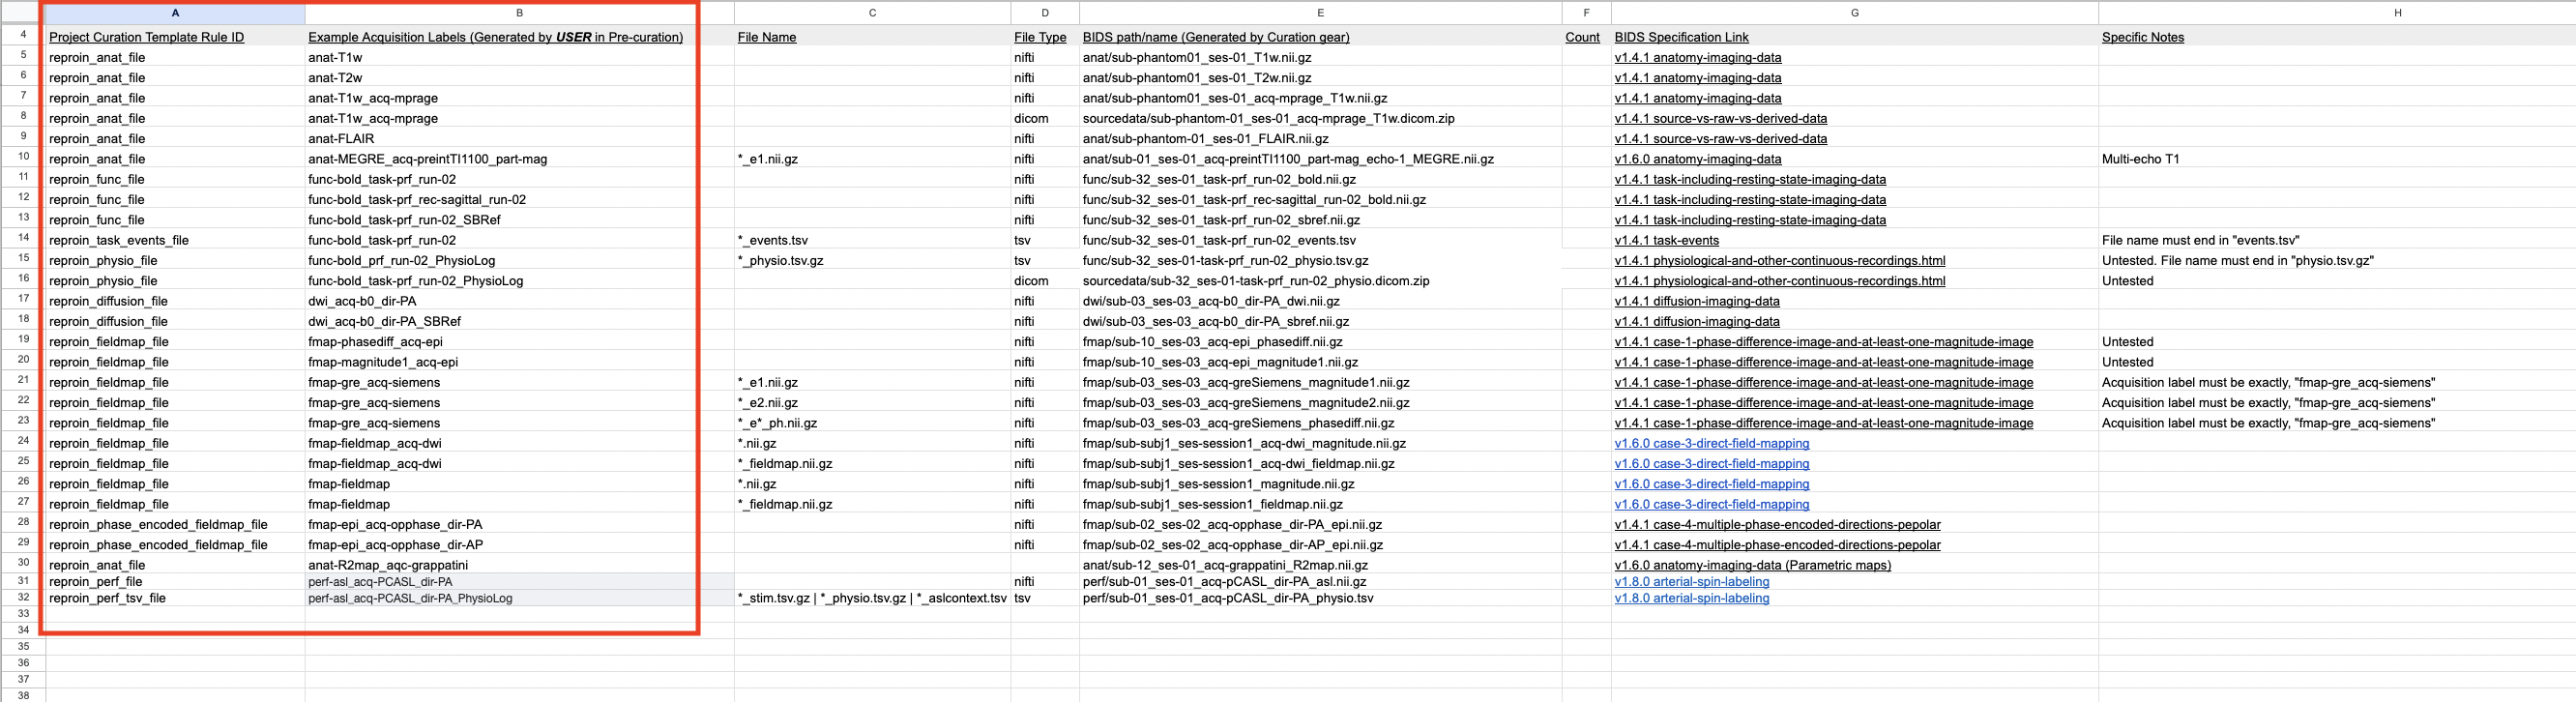 A B C D E F G H
4 Project Curation Template Rule ID Example Acquisition Labels (Generated by USER in Pre-curation) File Name File Type BIDS path/name (Generated by Curation gear) Count BIDS Specification Link Specific Notes
5 reproin_anat_file anat-T1w nifti anat/sub-phantom01_ses-01_T1w.nii.gz v1.4.1 anatomy-imaging-data
6 reproin_anat_file anat-T2w nifti anat/sub-phantom01_ses-01_T2w.nii.gz v1.4.1 anatomy-imaging-data
7 reproin_anat_file anat-T1w_acq-mprage nifti anat/sub-phantom01_ses-01_acq-mprage_T1w.nii.gz v1.4.1 anatomy-imaging-data
8 reproin_anat_file anat-T1w_acq-mprage dicom sourcedata/sub-phantom-01_ses-01_acq-mprage_T1w.dicom.zip v1.4.1 source-vs-raw-vs-derived-data
9 reproin_anat_file anat-FLAIR nifti anat/sub-phantom-01_ses-01_FLAIR.nii.gz v1.4.1 source-vs-raw-vs-derived-data
10 reproin_anat_file anat-MEGRE_acq-preintTI1100_part-mag *_e1.nii.gz nifti anat/sub-01_ses-01_acq-preintTI1100_part-mag_echo-1_MEGRE.nii.gz v1.6.0 anatomy-imaging-data Multi-echo T1
11 reproin_func_file func-bold_task-prf_run-02 nifti func/sub-32_ses-01_task-prf_run-02_bold.nii.gz v1.4.1 task-including-resting-state-imaging-data
12 reproin_func_file func-bold_task-prf_rec-sagittal_run-02 nifti func/sub-32_ses-01_task-prf_rec-sagittal_run-02_bold.nii.gz v1.4.1 task-including-resting-state-imaging-data
13 reproin_func_file func-bold_task-prf_run-02_SBRef nifti func/sub-32_ses-01_task-prf_run-02_sbref.nii.gz v1.4.1 task-including-resting-state-imaging-data
14 reproin_task_events_file func-bold_task-prf_run-02 *_events.tsv tsv func/sub-32_ses-01_task-prf_run-02_events.tsv v1.4.1 task-events File name must end in "events.tsv"
15 reproin_physio_file func-bold_prf_run-02_PhysioLog *_physio.tsv.gz tsv func/sub-32_ses-01-task-prf_run-02_physio.tsv.gz v1.4.1 physiological-and-other-continuous-recordings.html Untested. File name must end in "physio.tsv.gz"
16 reproin_physio_file func-bold_task-prf_run-02_PhysioLog dicom sourcedata/sub-32_ses-01-task-prf_run-02_physio.dicom.zip v1.4.1 physiological-and-other-continuous-recordings.html Untested
17 reproin_diffusion_file dwi_acq-b0_dir-PA nifti dwi/sub-03_ses-03_acq-b0_dir-PA_dwi.nii.gz v1.4.1 diffusion-imaging-data
18 reproin_diffusion_file dwi_acq-b0_dir-PA_SBRef nifti dwi/sub-03_ses-03_acq-b0_dir-PA_sbref.nii.gz v1.4.1 diffusion-imaging-data
19 reproin_fieldmap_file fmap-phasediff_acq-epi nifti fmap/sub-10_ses-03_acq-epi_phasediff.nii.gz v1.4.1 case-1-phase-difference-image-and-at-least-one-magnitude-image Untested
20 reproin_fieldmap_file fmap-magnitude1_acq-epi nifti fmap/sub-10_ses-03_acq-epi_magnitude1.nii.gz v1.4.1 case-1-phase-difference-image-and-at-least-one-magnitude-image Untested
21 reproin_fieldmap_file fmap-gre_acq-siemens *_e1.nii.gz nifti fmap/sub-03_ses-03_acq-greSiemens_magnitude1.nii.gz v1.4.1 case-1-phase-difference-image-and-at-least-one-magnitude-image Acquisition label must be exactly, "fmap-gre_acq-siemens"
22 reproin_fieldmap_file fmap-gre_acq-siemens *_e2.nii.gz nifti fmap/sub-03_ses-03_acq-greSiemens_magnitude2.nii.gz v1.4.1 case-1-phase-difference-image-and-at-least-one-magnitude-image Acquisition label must be exactly, "fmap-gre_acq-siemens"
23 reproin_fieldmap_file fmap-gre_acq-siemens *_e*_ph.nii.gz nifti fmap/sub-03_ses-03_acq-greSiemens_phasediff.nii.gz v1.4.1 case-1-phase-difference-image-and-at-least-one-magnitude-image Acquisition label must be exactly, "fmap-gre_acq-siemens"
24 reproin_fieldmap_file fmap-fieldmap_acq-dwi *.nii.gz nifti fmap/sub-subj1_ses-session1_acq-dwi_magnitude.nii.gz v1.6.0 case-3-direct-field-mapping
25 reproin_fieldmap_file fmap-fieldmap_acq-dwi *_fieldmap.nii.gz nifti fmap/sub-subj1_ses-session1_acq-dwi_fieldmap.nii.gz v1.6.0 case-3-direct-field-mapping
26 reproin_fieldmap_file fmap-fieldmap *.nii.gz nifti fmap/sub-subj1_ses-session1_magnitude.nii.gz v1.6.0 case-3-direct-field-mapping
27 reproin_fieldmap_file fmap-fieldmap *_fieldmap.nii.gz nifti fmap/sub-subj1_ses-session1_fieldmap.nii.gz v1.6.0 case-3-direct-field-mapping
28 reproin_phase_encoded_fieldmap_file fmap-epi_acq-opphase_dir-PA nifti fmap/sub-02_ses-02_acq-opphase_dir-PA_epi.nii.gz v1.4.1 case-4-multiple-phase-encoded-directions-pepolar
29 reproin_phase_encoded_fieldmap_file fmap-epi_acq-opphase_dir-AP nifti fmap/sub-02_ses-02_acq-opphase_dir-AP_epi.nii.gz v1.4.1 case-4-multiple-phase-encoded-directions-pepolar
30 reproin_anat_file anat-R2map_aqc-grappatini anat/sub-12_ses-01_acq-grappatini_R2map.nii.gz v1.6.0 anatomy-imaging-data (Parametric maps)
31 reproin_perf_file perf-asl_acq-PCASL_dir-PA nifti perf/sub-01_ses-01_acq-pCASL_dir-PA_asl.nii.gz v1.8.0 arterial-spin-labeling
32 reproin_perf_tsv_file perf-asl_acq-PCASL_dir-PA_PhysioLog *_stim.tsv.gz | *_physio.tsv.gz | *_aslcontext.tsv tsv perf/sub-01_ses-01_acq-pCASL_dir-PA_physio.tsv v1.8.0 arterial-spin-labeling
33
34
35
36
37
38